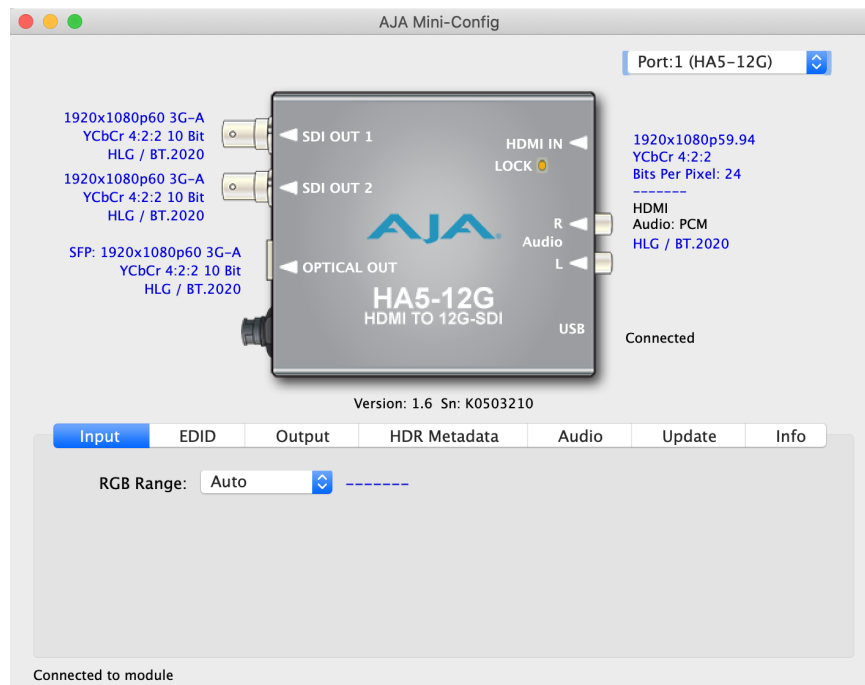 AJA Mini-Config
Port:1 (HA5-12G)
1920x1080p60 3G-A
YCbCr 4:2:2 10 Bit
HLG / BT.2020
1920x1080p60 3G-A
YCbCr 4:2:2 10 Bit
HLG / BT.2020
SFP: 1920x1080p60 3G-A
YCbCr 4:2:2 10 Bit
HLG / BT.2020
SDI OUT 1
SDI OUT 2
OPTICAL OUT
HDMI IN
LOCK
AJA
R
Audio
L
HA5-12G
HDMI TO 12G-SDI
USB
1920x1080p59.94
YCbCr 4:2:2
Bits Per Pixel: 24
-------
HDMI
Audio: PCM
HLG / BT.2020
Connected
Version: 1.6 Sn: K0503210
Input EDID Output HDR Metadata Audio Update Info
RGB Range: Auto -------
Connected to module